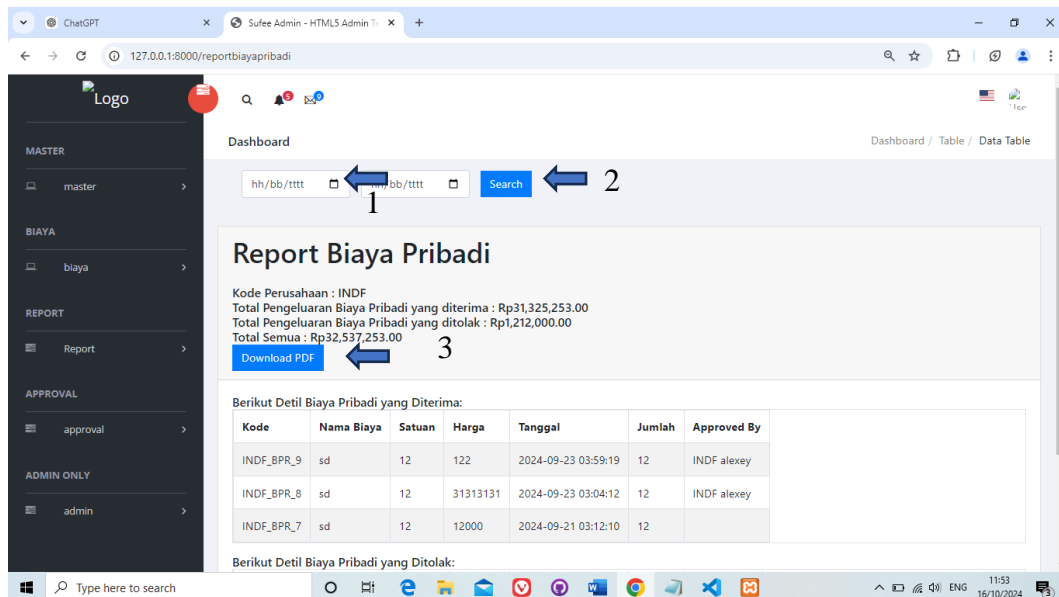 ChatGPT
Sufee Admin - HTML5 Admin Te
127.0.0.1:8000/reportbiayapribadi
Logo
5
9
Dashboard
Dashboard / Table / Data Table
MASTER
master
BIAYA
biaya
REPORT
Report
APPROVAL
approval
ADMIN ONLY
admin
hh/bb/tttt
hh/bb/tttt
Search
1
2
Report Biaya Pribadi
Kode Perusahaan : INDF
Total Pengeluaran Biaya Pribadi yang diterima : Rp31,325,253.00
Total Pengeluaran Biaya Pribadi yang ditolak : Rp1,212,000.00
Total Semua : Rp32,537,253.00
Download PDF
3
Berikut Detil Biaya Pribadi yang Diterima:
Kode Nama Biaya Satuan Harga Tanggal Jumlah Approved By
INDF_BPR_9 sd 12 122 2024-09-23 03:59:19 12 INDF alexey
INDF_BPR_8 sd 12 31313131 2024-09-23 03:04:12 12 INDF alexey
INDF_BPR_7 sd 12 12000 2024-09-21 03:12:10 12
Berikut Detil Biaya Pribadi yang Ditolak:
Type here to search
ENG
11:53
16/10/2024
3